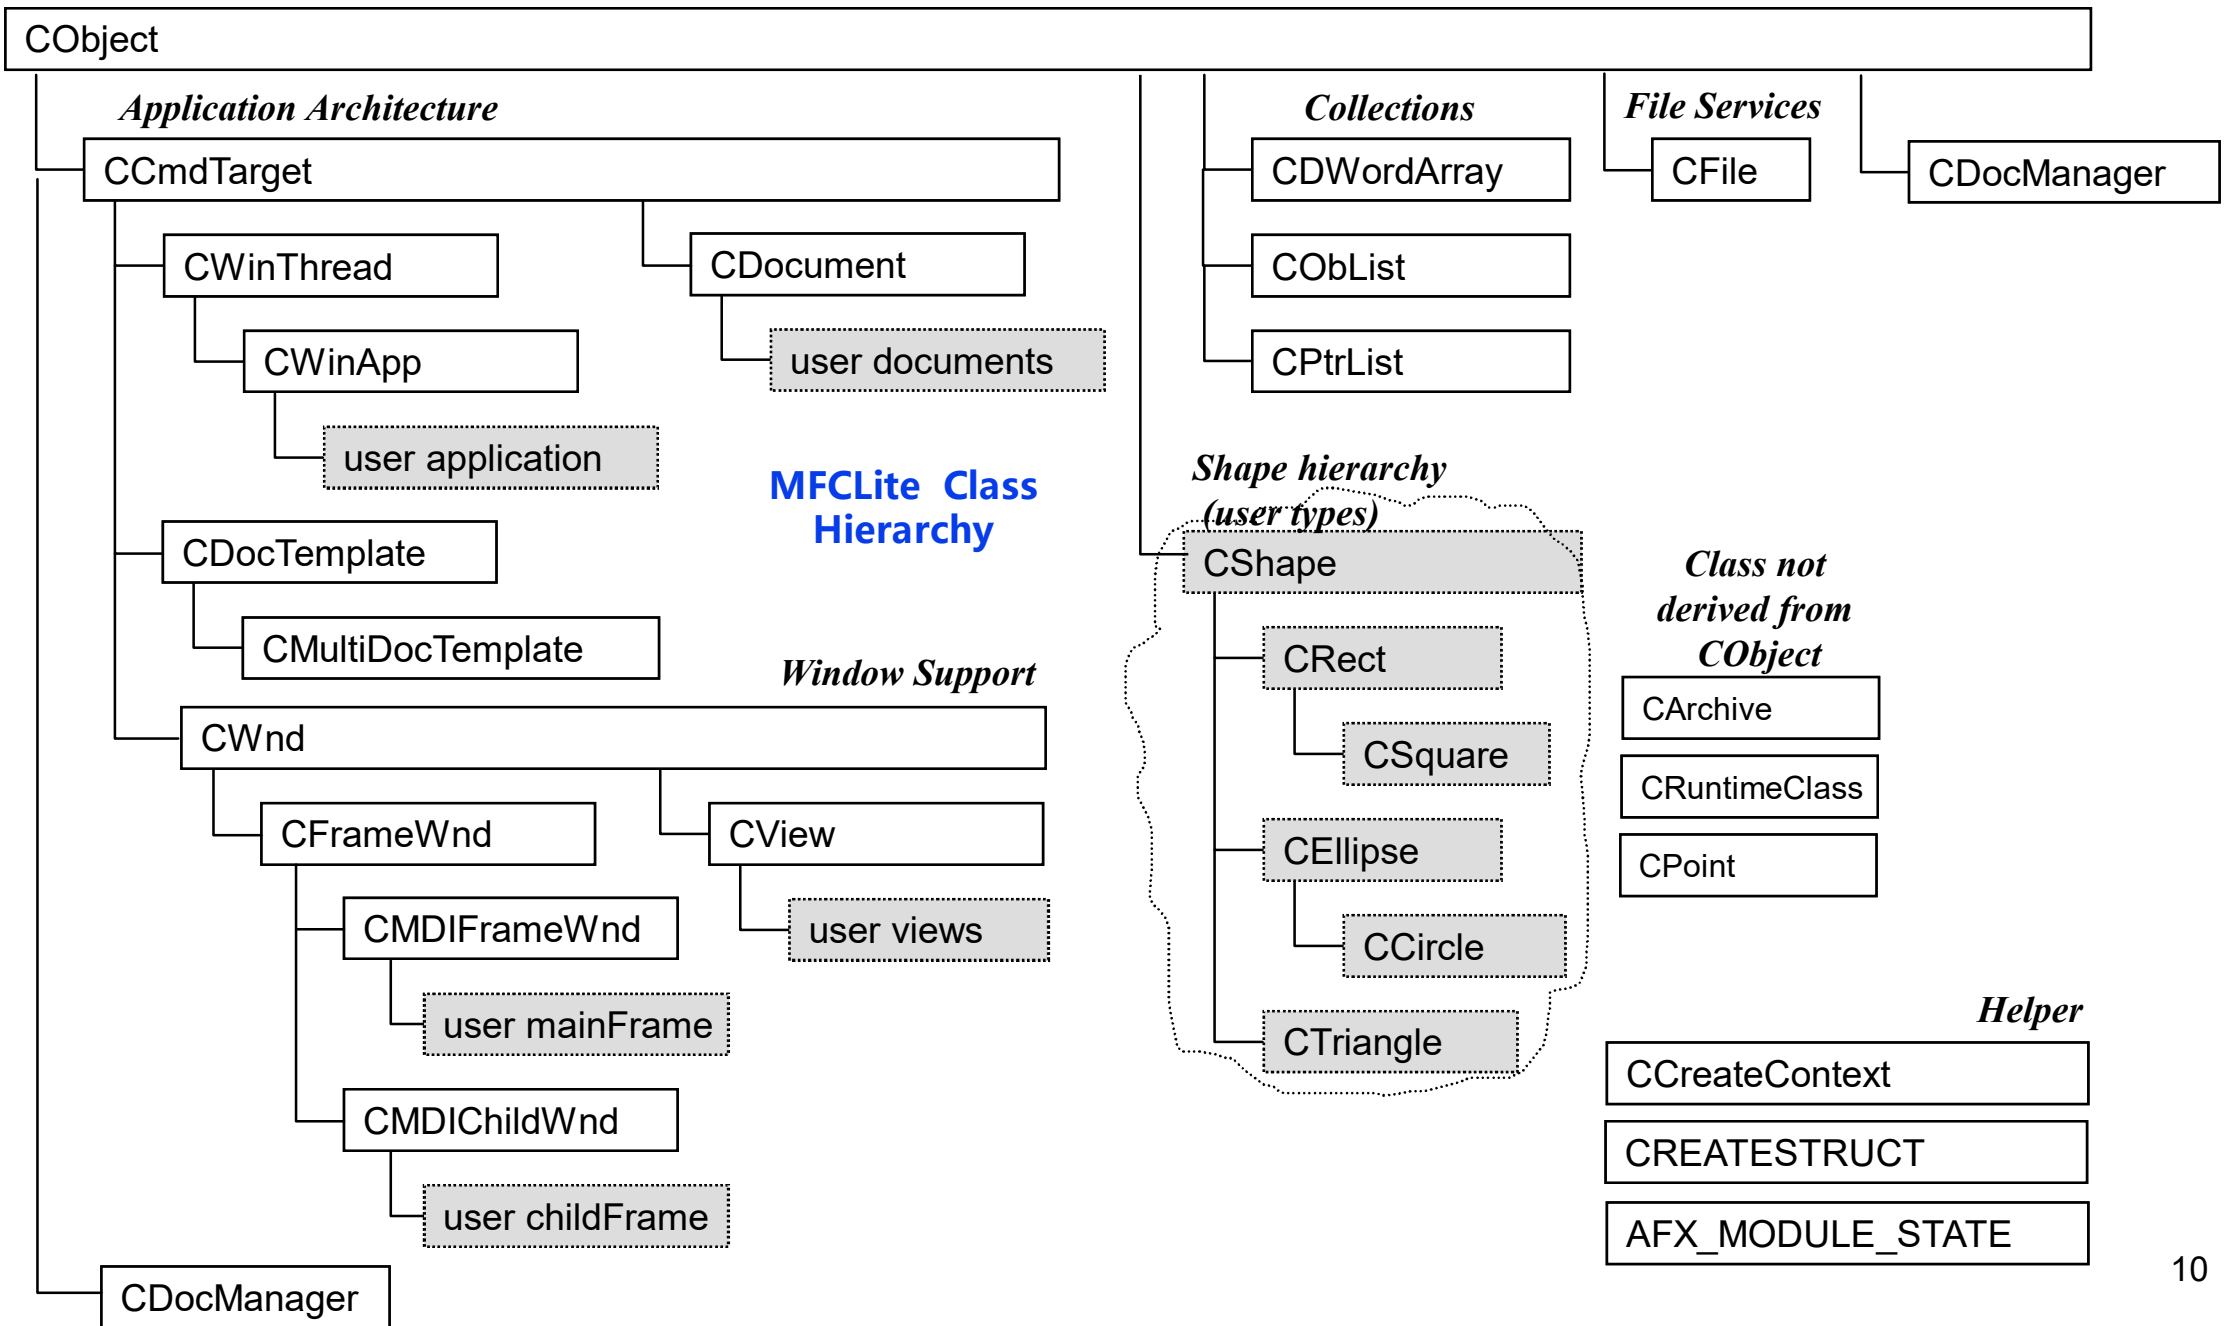 CObject
Application Architecture
CCmdTarget
CWinThread
CDocument
CWinApp
user documents
user application
MFCLite Class
Hierarchy
CDocTemplate
CMultiDocTemplate
Window Support
CWnd
CFrameWnd
CView
CMDIFrameWnd
user views
user mainFrame
CMDIChildWnd
user childFrame
CDocManager
Collections
CDWordArray
CObList
CPtrList
File Services
CFile
CDocManager
Shape hierarchy
(user types)
CShape
CRect
CSquare
CEllipse
CCircle
CTriangle
Class not
derived from
CObject
CArchive
CRuntimeClass
CPoint
Helper
CCreateContext
CREATESTRUCT
AFX_MODULE_STATE
10